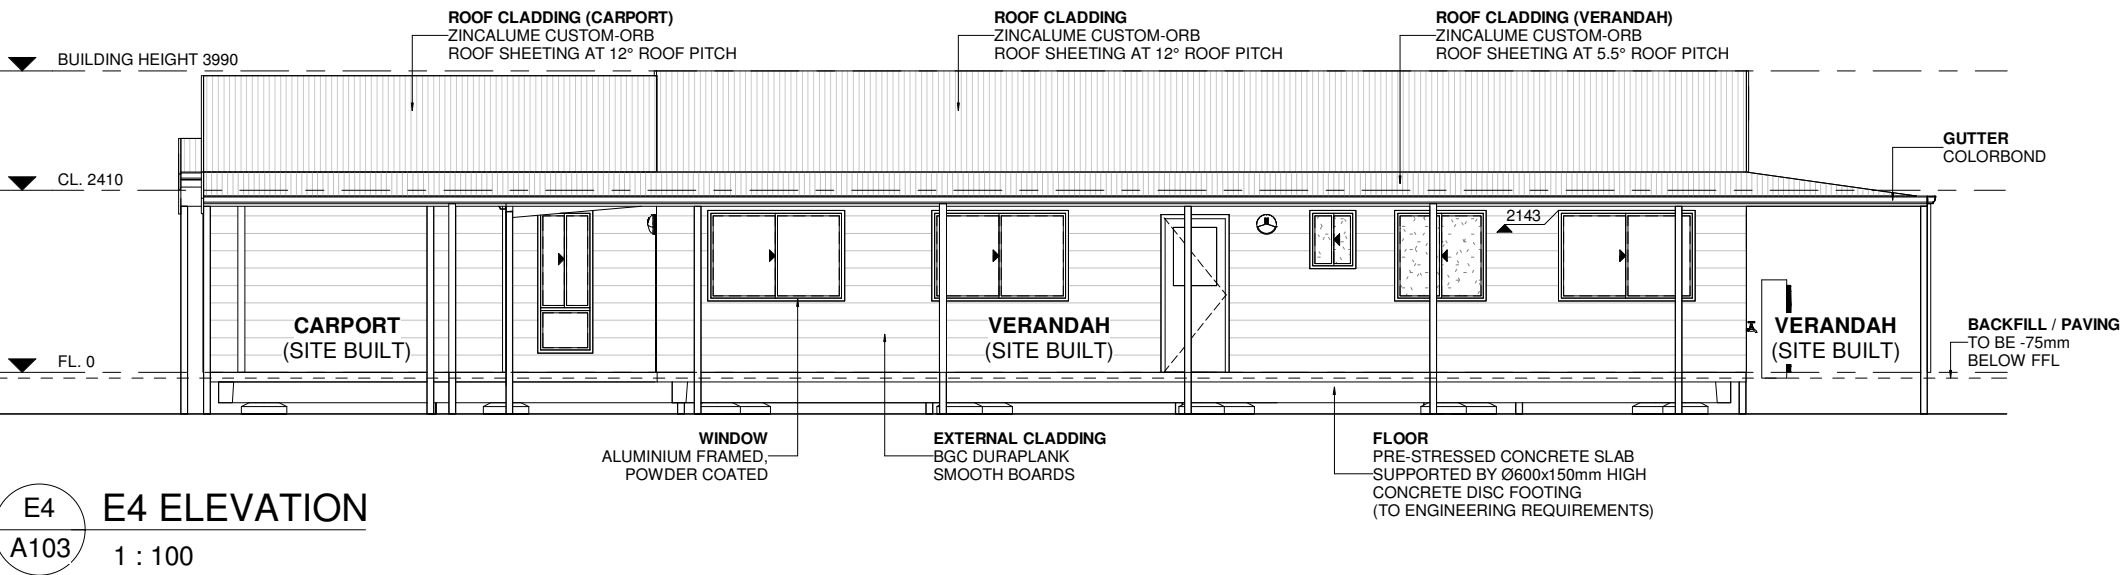 ROOF CLADDING (CARPORT)
ZINCALUME CUSTOM-ORB
ROOF SHEETING AT 12° ROOF PITCH
ROOF CLADDING
ZINCALUME CUSTOM-ORB
ROOF SHEETING AT 12° ROOF PITCH
ROOF CLADDING (VERANDAH)
ZINCALUME CUSTOM-ORB
ROOF SHEETING AT 5.5° ROOF PITCH
BUILDING HEIGHT 3990
GUTTER
COLORBOND
CL. 2410
2143
CARPORT
(SITE BUILT)
VERANDAH
(SITE BUILT)
VERANDAH
(SITE BUILT)
BACKFILL / PAVING
TO BE -75mm
BELOW FFL
FL. 0
WINDOW
ALUMINIUM FRAMED,
POWDER COATED
EXTERNAL CLADDING
BGC DURAPLANK
SMOOTH BOARDS
FLOOR
PRE-STRESSED CONCRETE SLAB
SUPPORTED BY Ø600x150mm HIGH
CONCRETE DISC FOOTING
(TO ENGINEERING REQUIREMENTS)
E4
A103
E4 ELEVATION
1 : 100